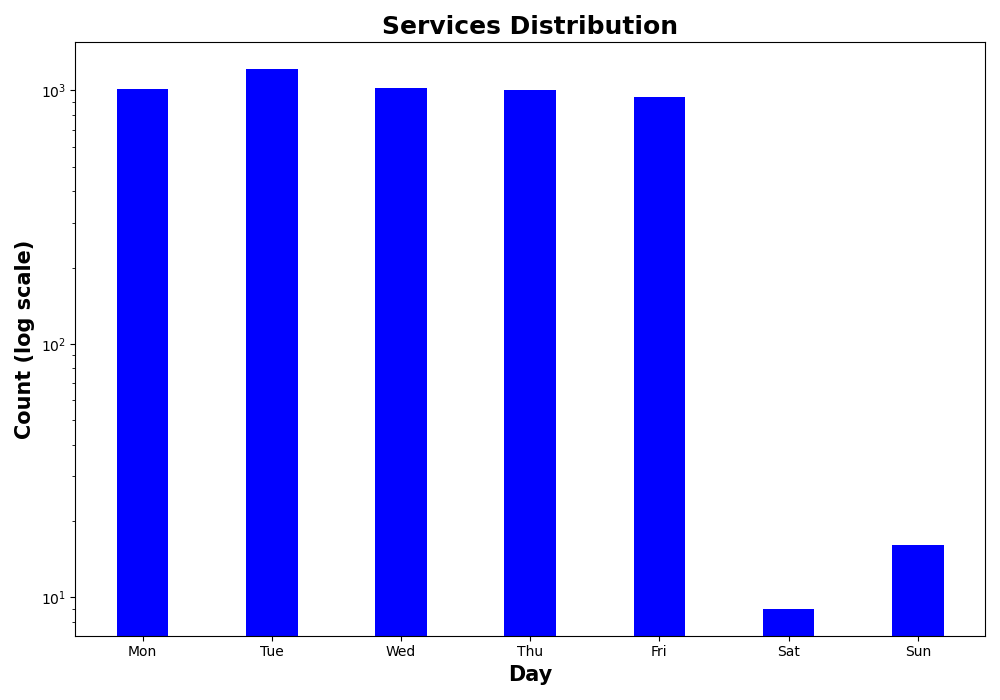 Services Distribution
Count (log scale)
10³
10²
10¹
Mon Tue Wed Thu Fri Sat Sun
Day